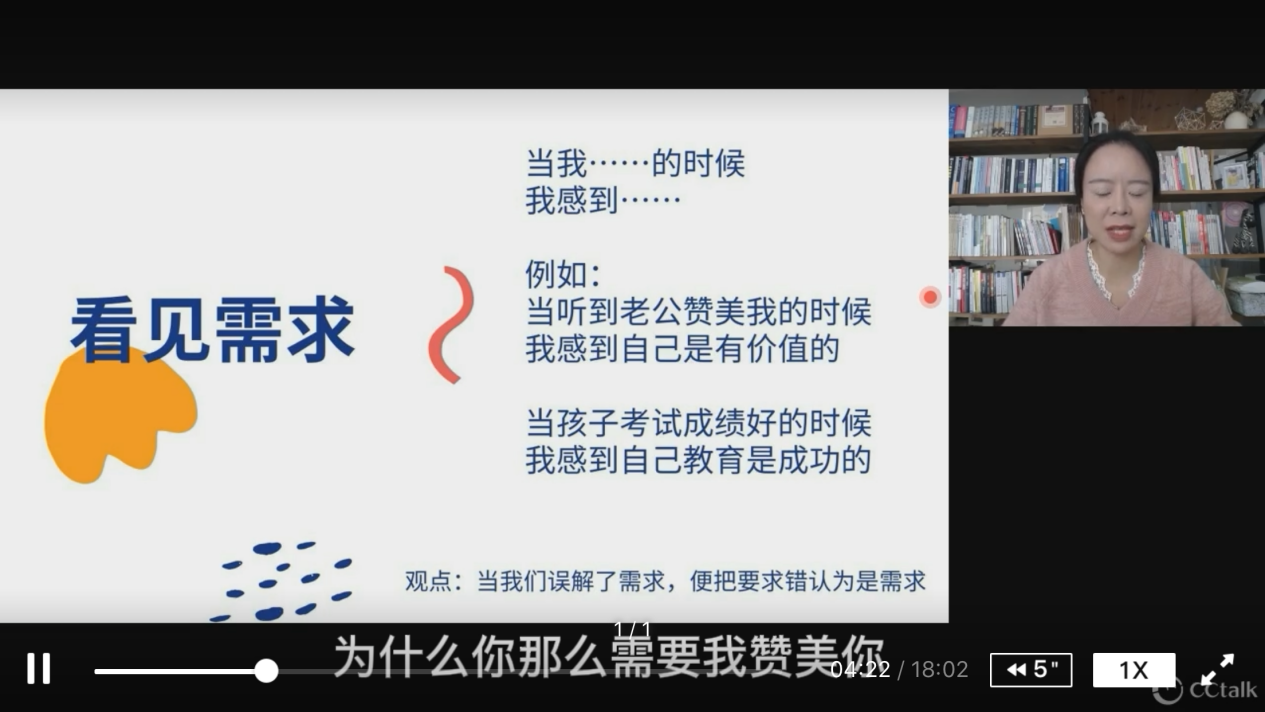 当我……的时候
我感到……
例如：
当听到老公赞美我的时候
我感到自己是有价值的
看见需求
当孩子考试成绩好的时候
我感到自己教育是成功的
观点：当我们误解了需求，便把要求错认为是需求
1/1
为什么你那么需要我赞美你
04:22 / 18:02
5"
1X
CCtalk